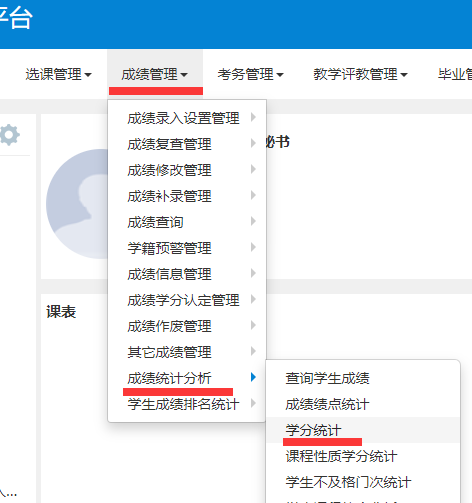 平台
选课管理 成绩管理 考务管理 教学评教管理 毕业管
成绩录入设置管理
成绩复查管理 秘书
成绩修改管理
成绩补录管理
成绩查询
学籍预警管理
成绩信息管理
成绩学分认定管理
课表
成绩作废管理
其它成绩管理
成绩统计分析
学生成绩排名统计
查询学生成绩
成绩绩点统计
学分统计
课程性质学分统计
学生不及格门次统计
人...